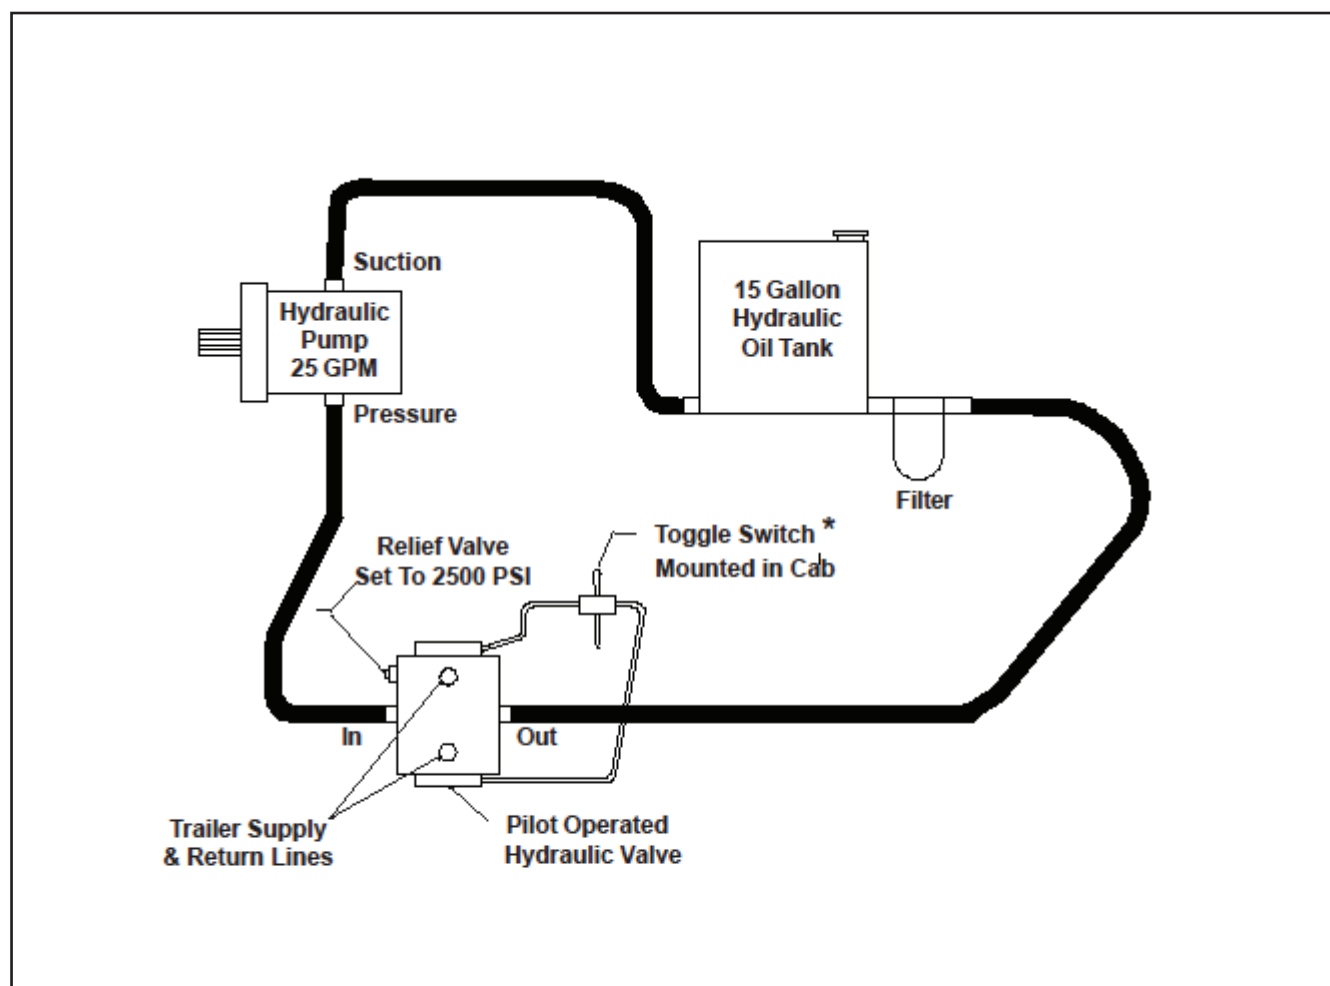 Suction
Hydraulic
Pump
25 GPM
Pressure
15 Gallon
Hydraulic
Oil Tank
Filter
Toggle Switch *
Mounted in Cab
Relief Valve
Set To 2500 PSI
In
Out
Trailer Supply
& Return Lines
Pilot Operated
Hydraulic Valve